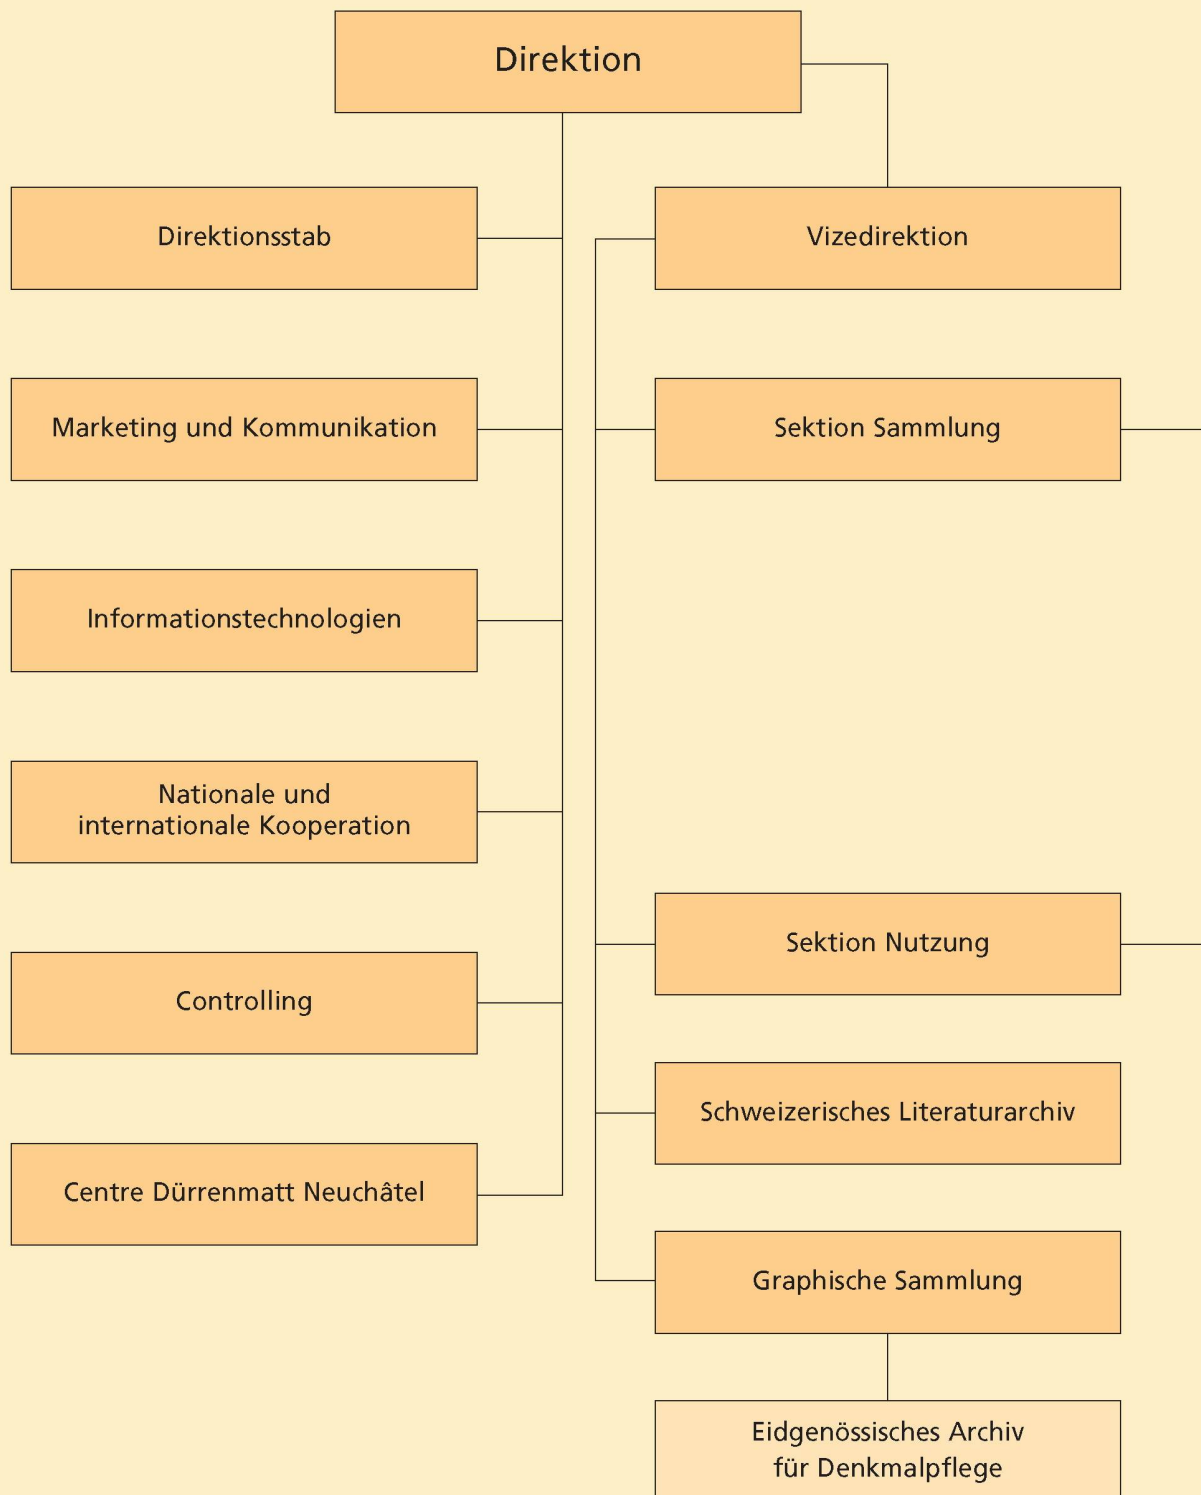 Direktion
Direktionsstab
Vizedirektion
Marketing und Kommunikation
Sektion Sammlung
Informationstechnologien
Nationale und
internationale Kooperation
Sektion Nutzung
Controlling
Schweizerisches Literaturarchiv
Centre Dürrenmatt Neuchâtel
Graphische Sammlung
Eidgenössisches Archiv
für Denkmalpflege